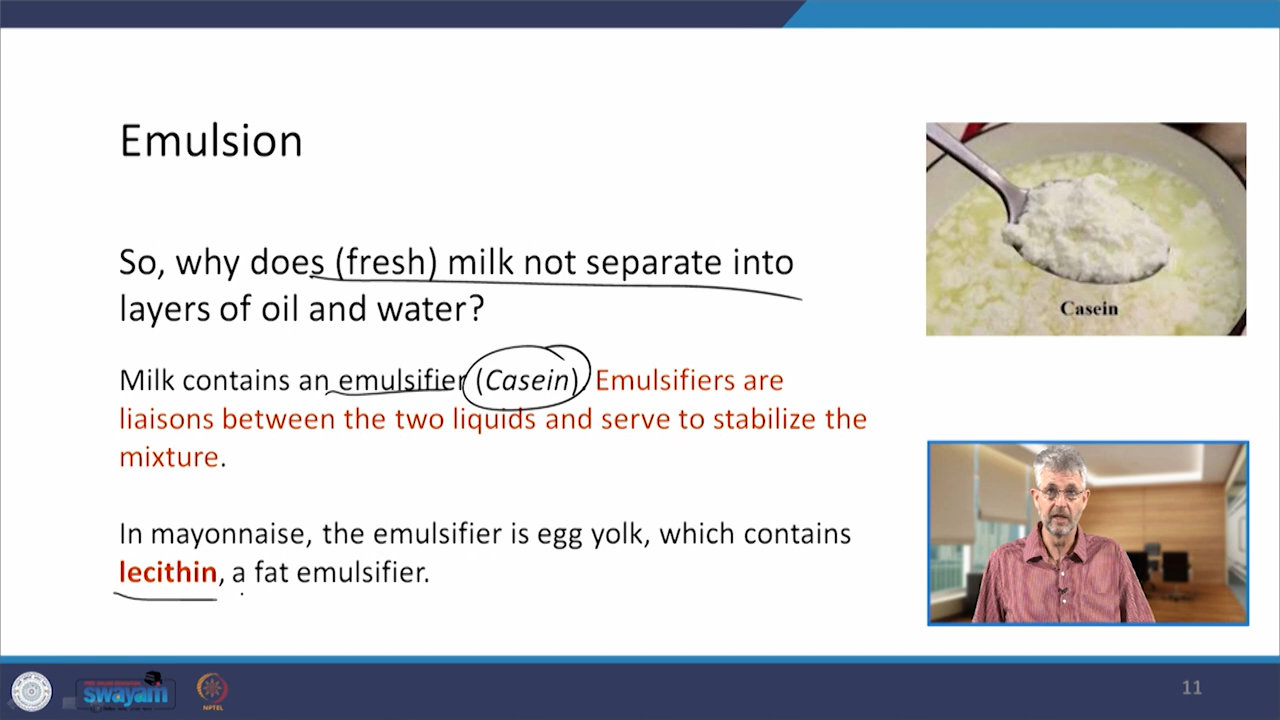 Emulsion
So, why does (fresh) milk not separate into
layers of oil and water?
Milk contains an emulsifier (Casein). Emulsifiers are
liaisons between the two liquids and serve to stabilize the
mixture.
In mayonnaise, the emulsifier is egg yolk, which contains
lecithin, a fat emulsifier.
Casein
swayam
NPTEL
11